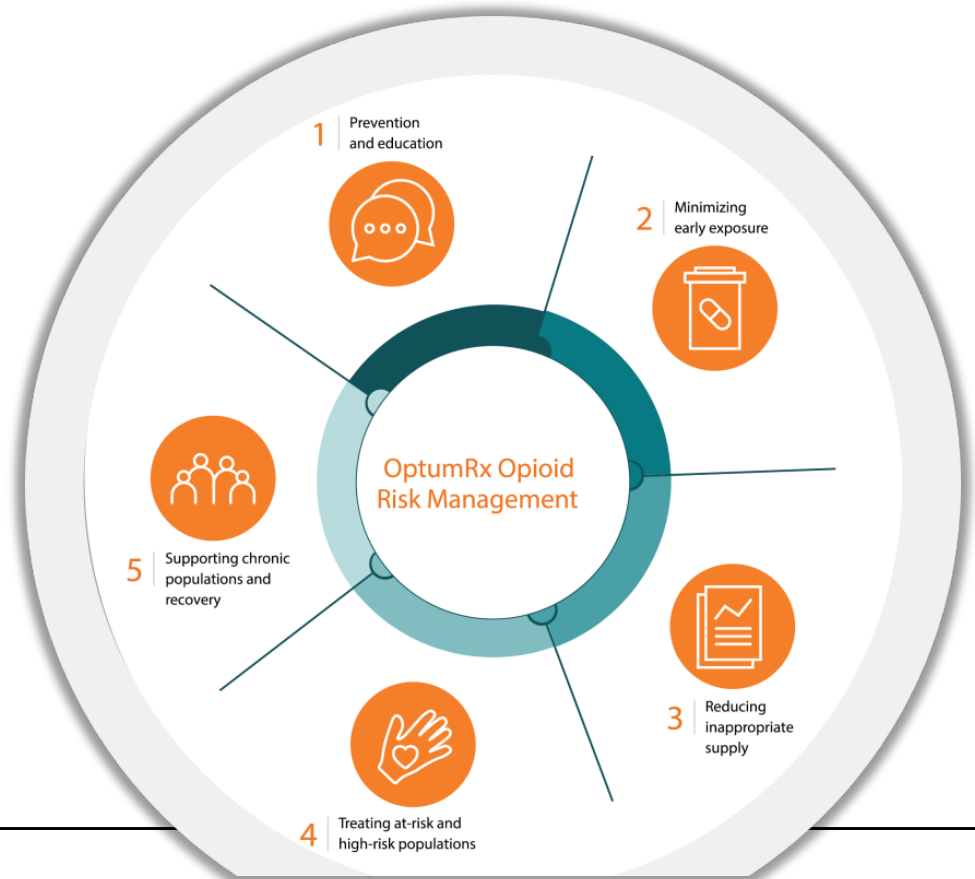 1
Prevention
and education
2
Minimizing
early exposure
OptumRx Opioid
Risk Management
3
Reducing
inappropriate
supply
4
Treating at-risk and
high-risk populations
5
Supporting chronic
populations and
recovery